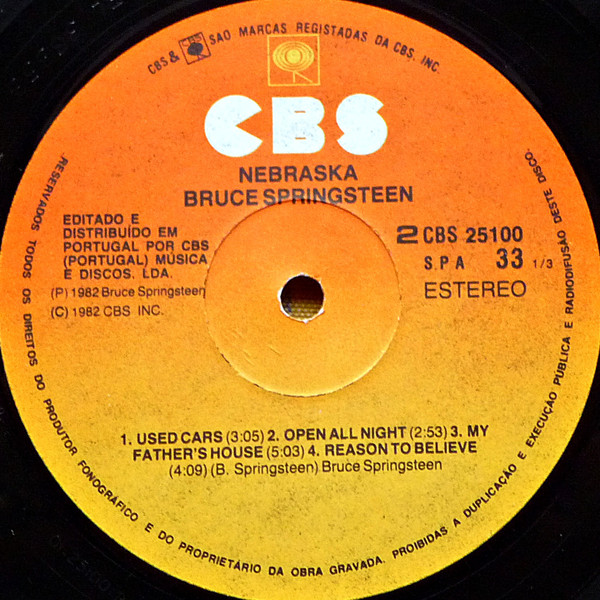 CBS & CBS SAO MARCAS REGISTADAS DA CBS, INC.
CBS
NEBRASKA
BRUCE SPRINGSTEEN
EDITADO E
DISTRIBUÍDO EM
PORTUGAL POR CBS
(PORTUGAL) MÚSICA
E DISCOS. LDA.
(P) 1982 Bruce Springsteen
(C) 1982 CBS INC.
2 CBS 25100
S.P A 33 1/3
ESTEREO
1. USED CARS (3:05) 2. OPEN ALL NIGHT (2:53) 3. MY
FATHER'S HOUSE (5:03) 4. REASON TO BELIEVE
(4:09) (B. Springsteen) Bruce Springsteen
RESERVADOS TODOS OS DIREITOS DO PRODUTOR FONOGRÁFICO E DO PROPRIETÁRIO DA OBRA GRAVADA. PROIBIDAS A DUPLICAÇÃO E EXECUÇÃO PÚBLICA E RADIODIFUSÃO DESTE DISCO.